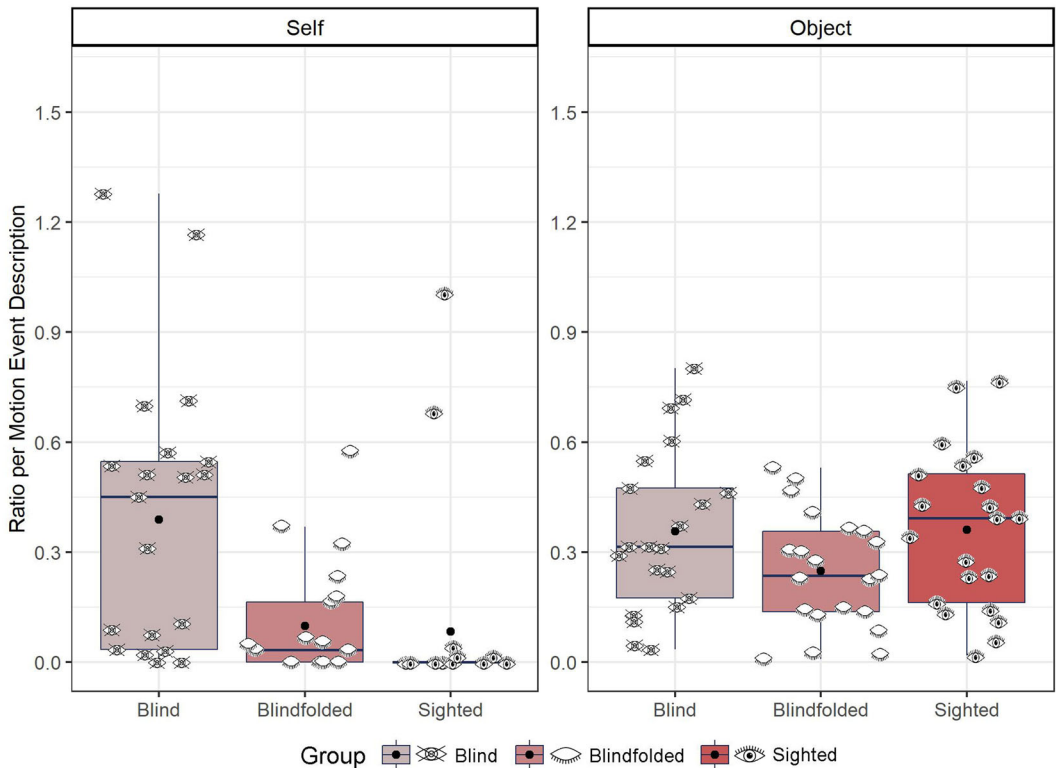 Self
Object
Ratio per Motion Event Description
1.5
1.2
0.9
0.6
0.3
0.0
1.5
1.2
0.9
0.6
0.3
0.0
Blind Blindfolded Sighted
Blind Blindfolded Sighted
Group Blind Blindfolded Sighted